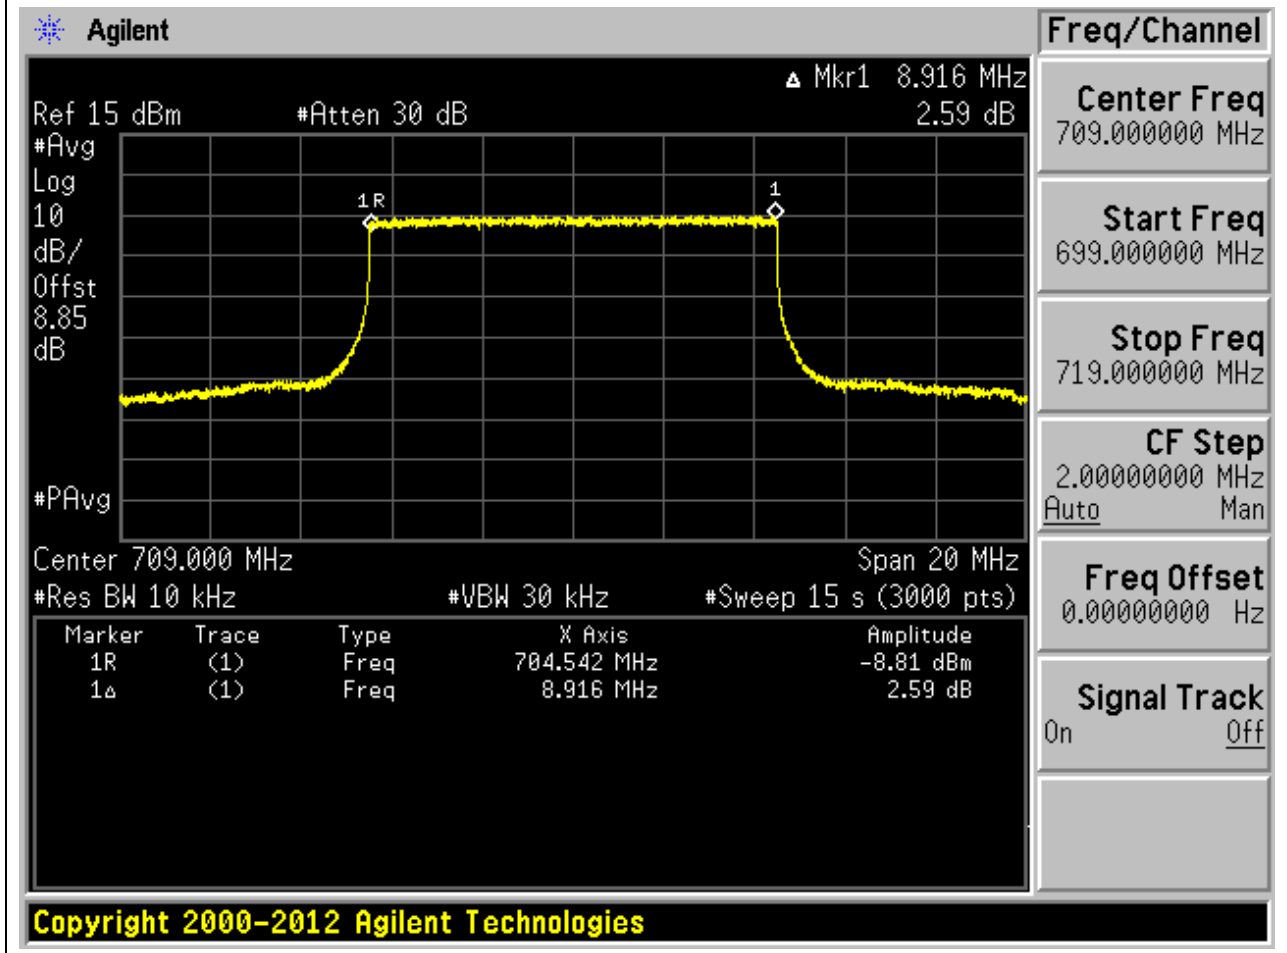 Agilent
Freq/Channel
Δ Mkr1 8.916 MHz
Ref 15 dBm #Atten 30 dB 2.59 dB
#Avg
Log
10
dB/
Offst
8.85
dB
#PAvg
1R
1
Center 709.000 MHz Span 20 MHz
#Res BW 10 kHz #VBW 30 kHz #Sweep 15 s (3000 pts)
Marker Trace Type X Axis Amplitude
1R (1) Freq 704.542 MHz -8.81 dBm
1Δ (1) Freq 8.916 MHz 2.59 dB
Center Freq
709.000000 MHz
Start Freq
699.000000 MHz
Stop Freq
719.000000 MHz
CF Step
2.00000000 MHz
Auto Man
Freq Offset
0.00000000 Hz
Signal Track
On Off
Copyright 2000-2012 Agilent Technologies